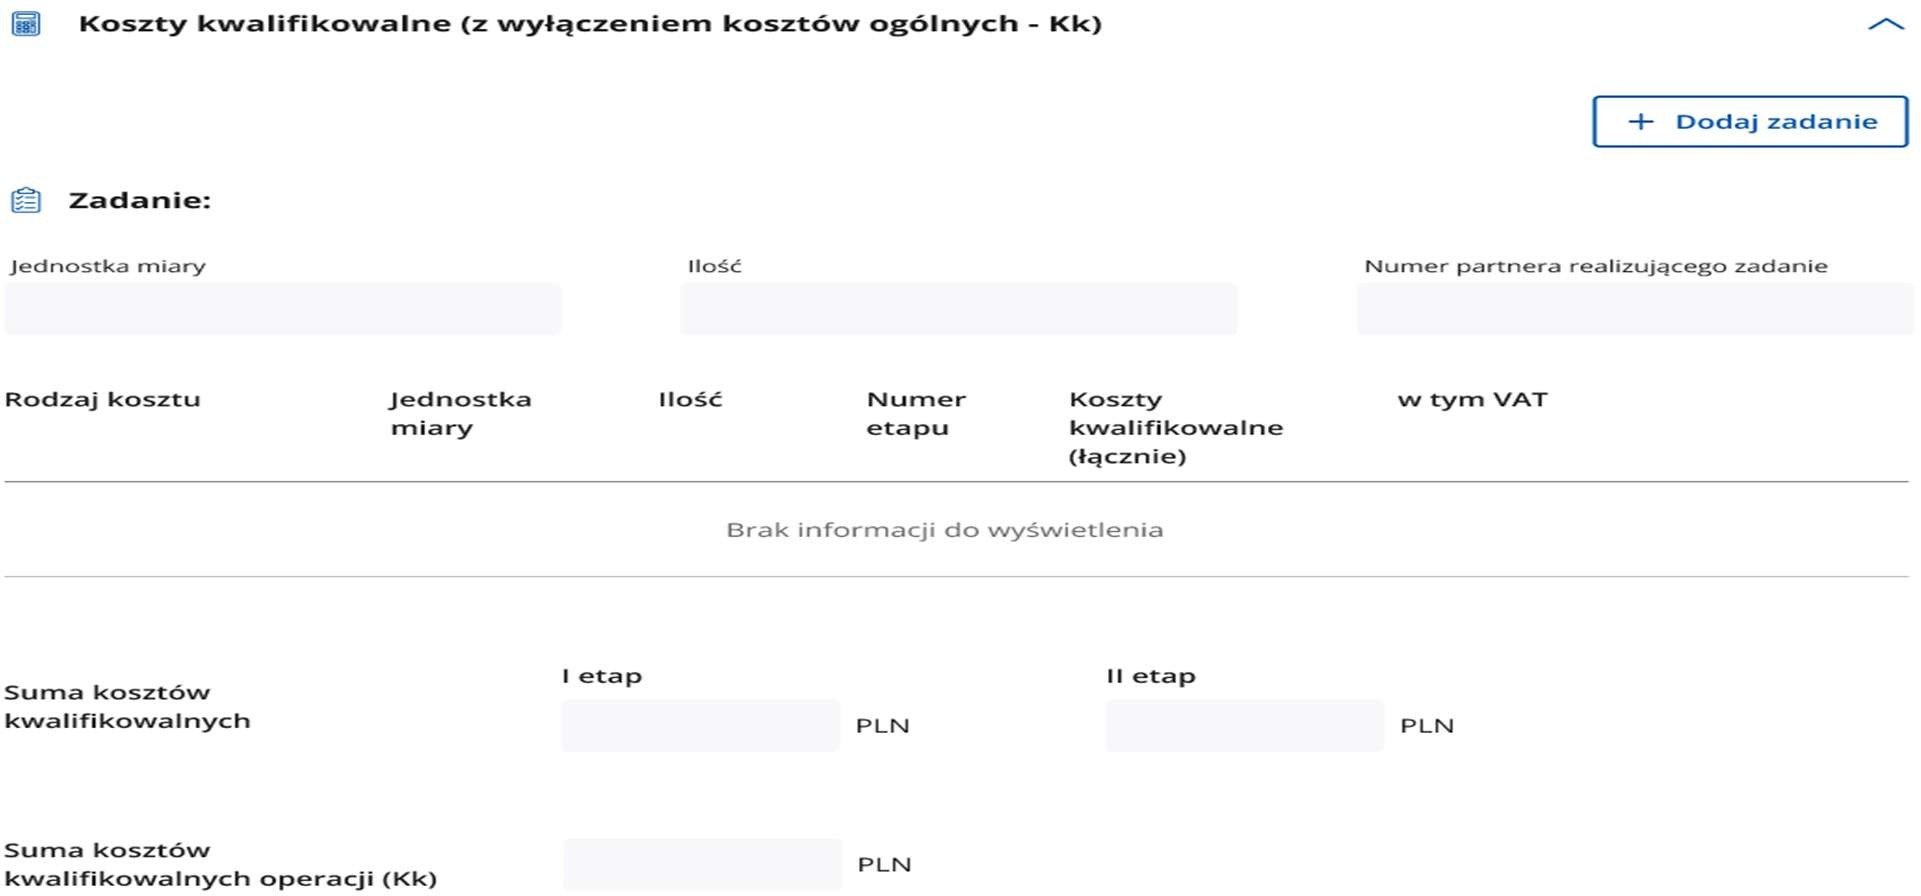 Koszty kwalifikowalne (z wyłączeniem kosztów ogólnych - Kk)
+ Dodaj zadanie
Zadanie:
Jednostka miary
Ilość
Numer partnera realizującego zadanie
Rodzaj kosztu
Jednostka
miary
Ilość
Numer
etapu
Koszty
kwalifikowalne
(łącznie)
w tym VAT
Brak informacji do wyświetlenia
Suma kosztów
kwalifikowalnych
I etap
PLN
II etap
PLN
Suma kosztów
kwalifikowalnych operacji (Kk)
PLN